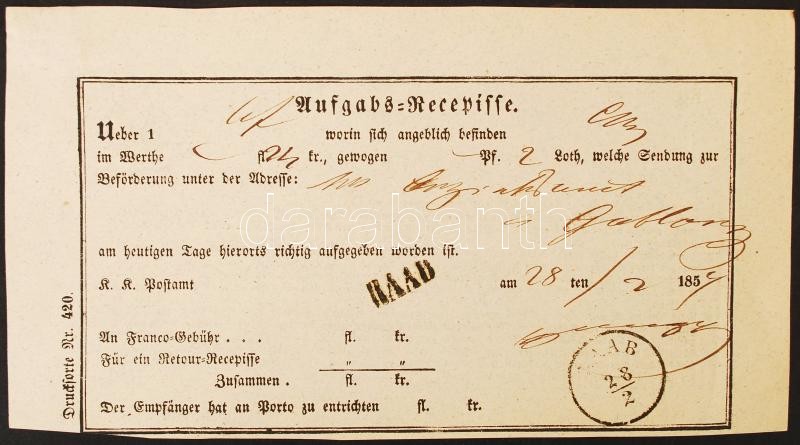 Aufgabs-Recepisse.
Ueber 1 worin sich angeblich befinden
im Werthe fl. kr., gewogen Pf. 2 Loth, welche Sendung zur
Beförderung unter der Adresse:
Gablonz
darabanth
am heutigen Tage hierorts richtig aufgegeben worden ist.
K. K. Postamt RAAB am 28 ten / 2 185
An Franco-Gebühr . . . fl. kr.
Für ein Retour-Recepisse „ „
Zusammen . fl. kr.
Der Empfänger hat an Porto zu entrichten fl. kr.
RAAB
28
2
Drucksorte Nr. 420.